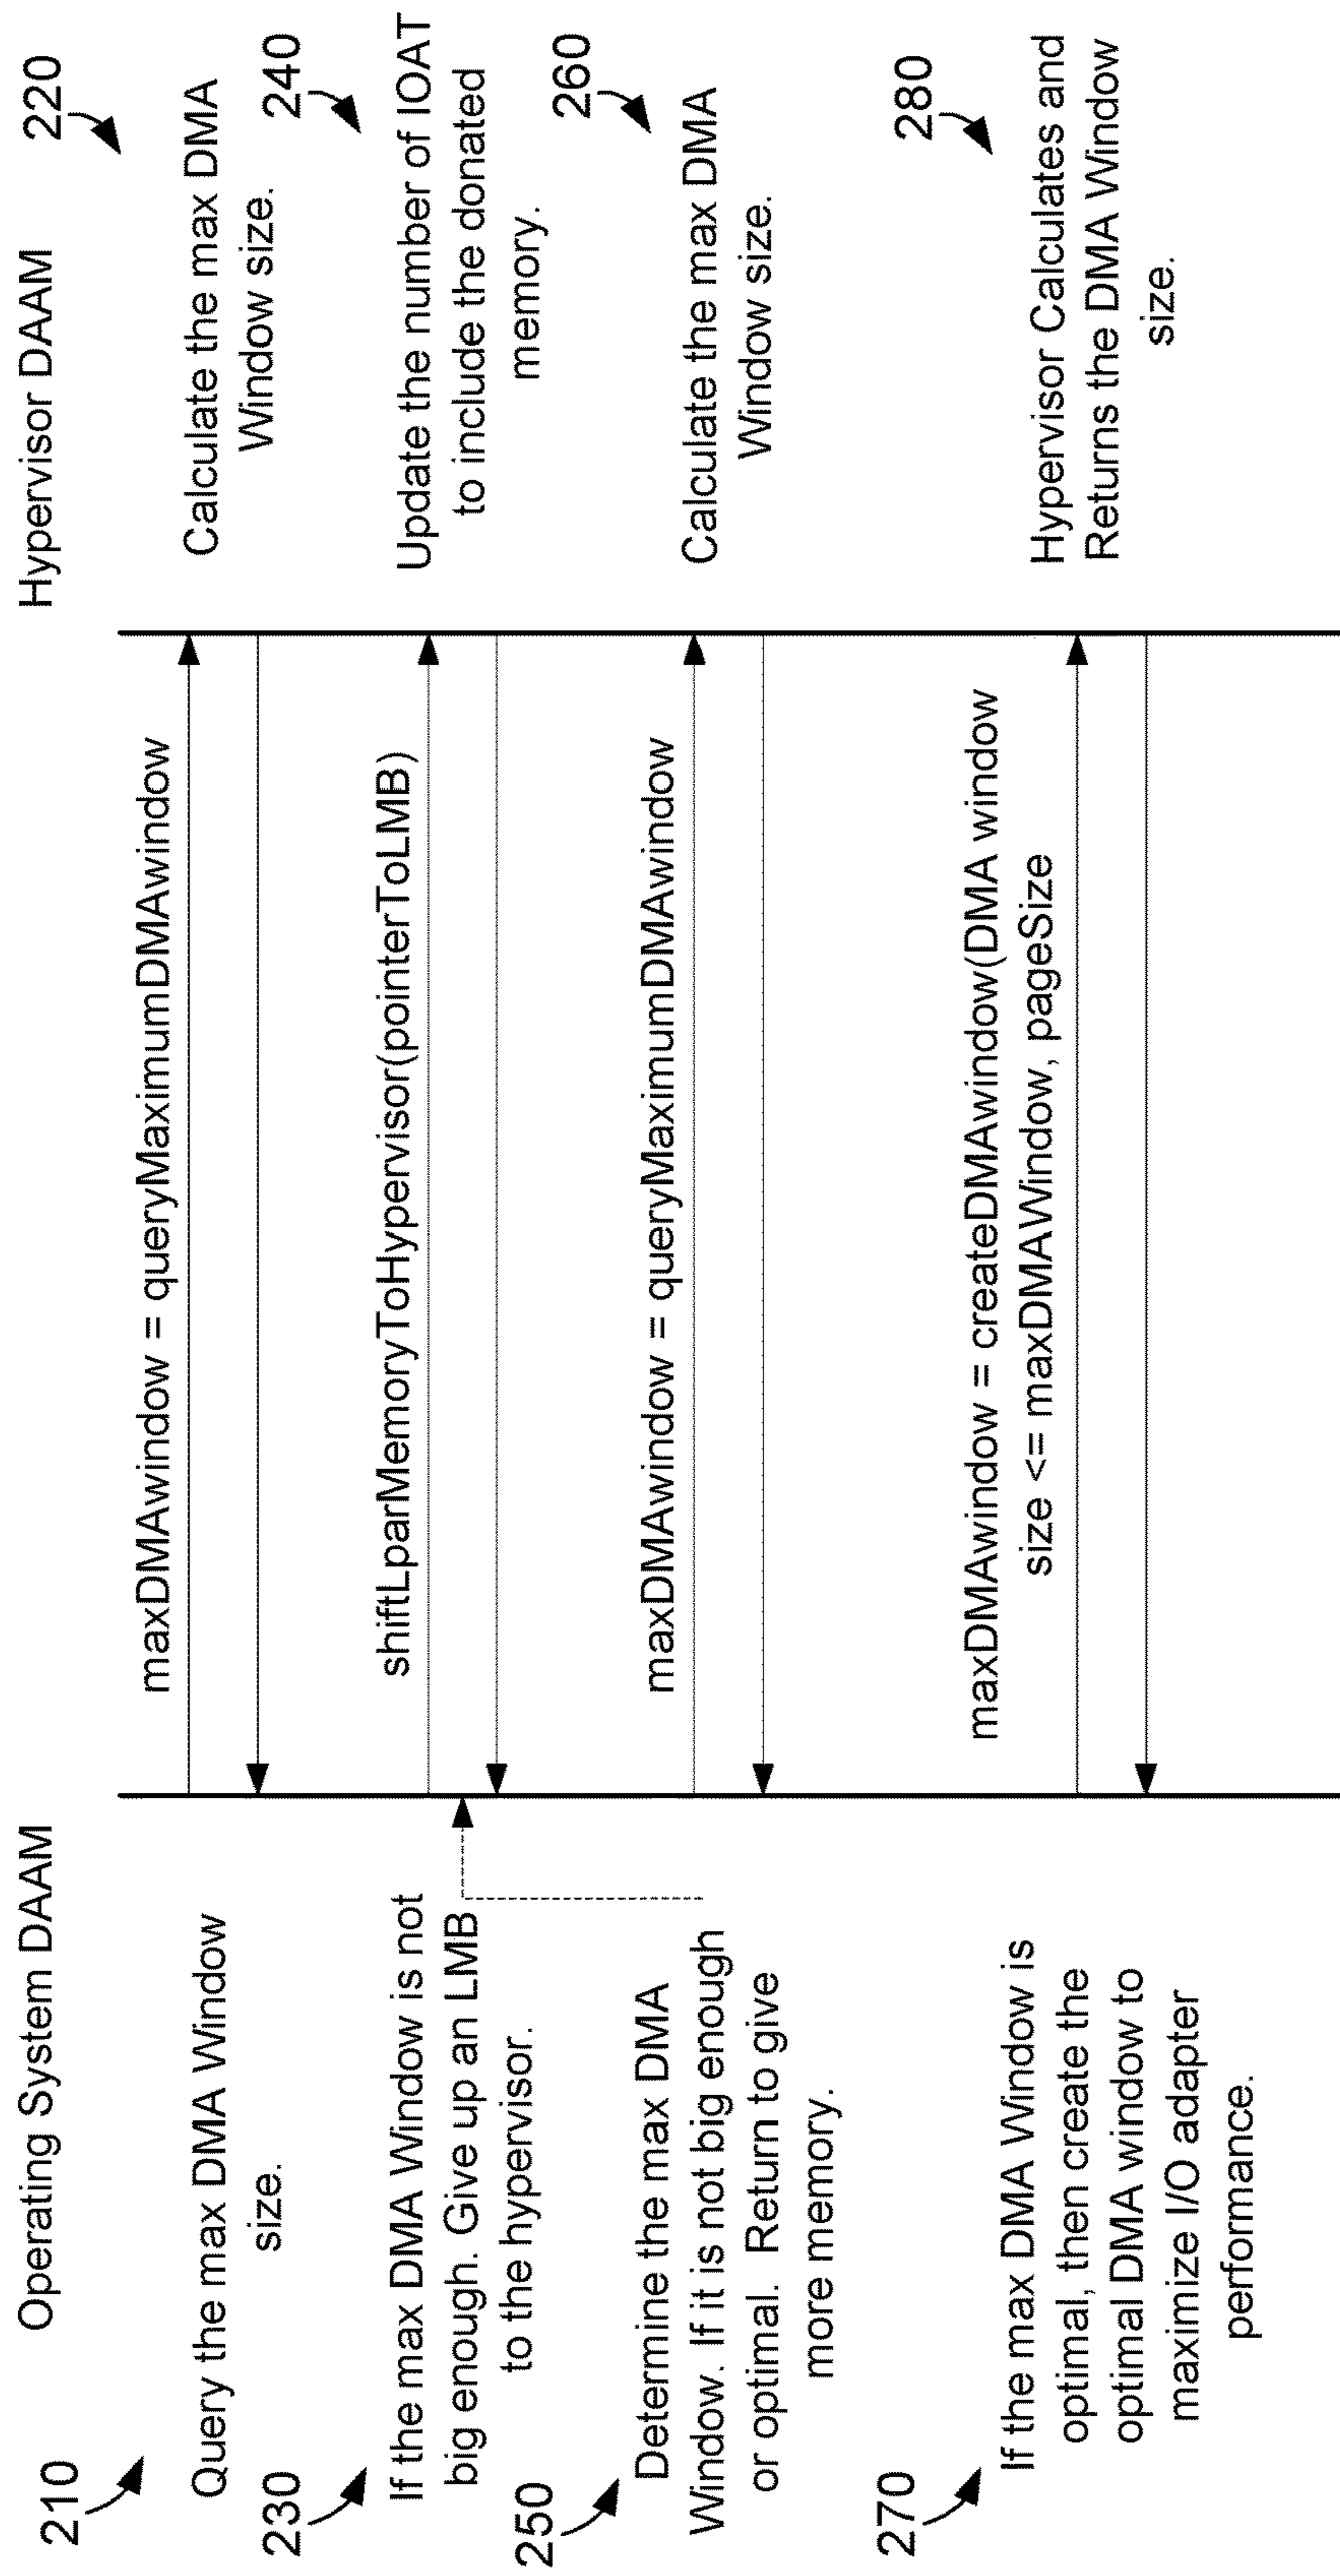 Operating System DAAM
Hypervisor DAAM
210
Query the max DMA Window
size.
maxDMAwindow = queryMaximumDMAwindow
220
Calculate the max DMA
Window size.
230
If the max DMA Window is not
big enough. Give up an LMB
to the hypervisor.
shiftLparMemoryToHypervisor(pointerToLMB)
240
Update the number of IOAT
to include the donated
memory.
250
Determine the max DMA
Window. If it is not big enough
or optimal. Return to give
more memory.
maxDMAwindow = queryMaximumDMAwindow
260
Calculate the max DMA
Window size.
270
If the max DMA Window is
optimal, then create the
optimal DMA window to
maximize I/O adapter
performance.
maxDMAwindow = createDMAwindow(DMA window
size <= maxDMAWindow, pageSize
280
Hypervisor Calculates and
Returns the DMA Window
size.